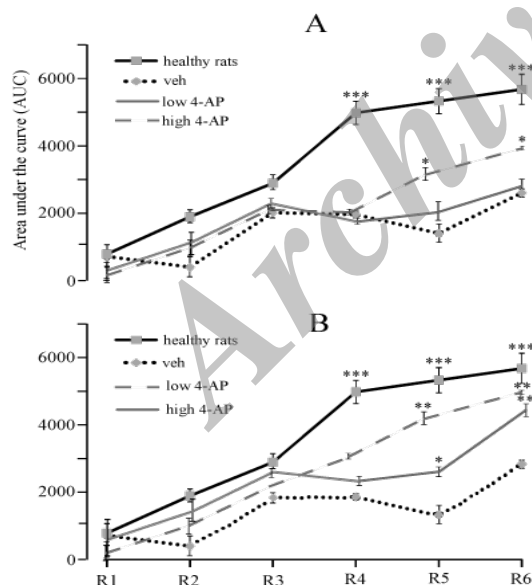 A
healthy rats
veh
low 4-AP
high 4-AP
Area under the curve (AUC)
6000
4000
2000
0
***
***
***
*
*
Archiv
B
healthy rats
veh
low 4-AP
high 4-AP
6000
4000
2000
0
***
***
***
**
**
**
*
R1 R2 R3 R4 R5 R6